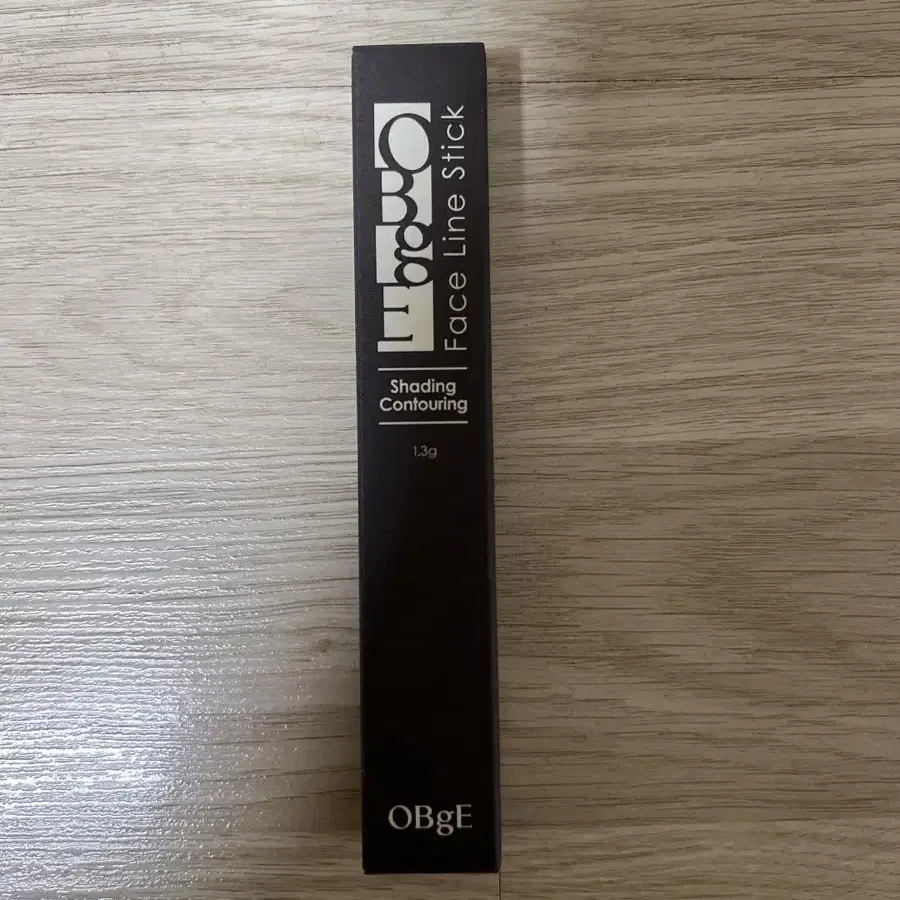 OBgE
Face Line Stick
Shading
Contouring
1.3g
OBgE